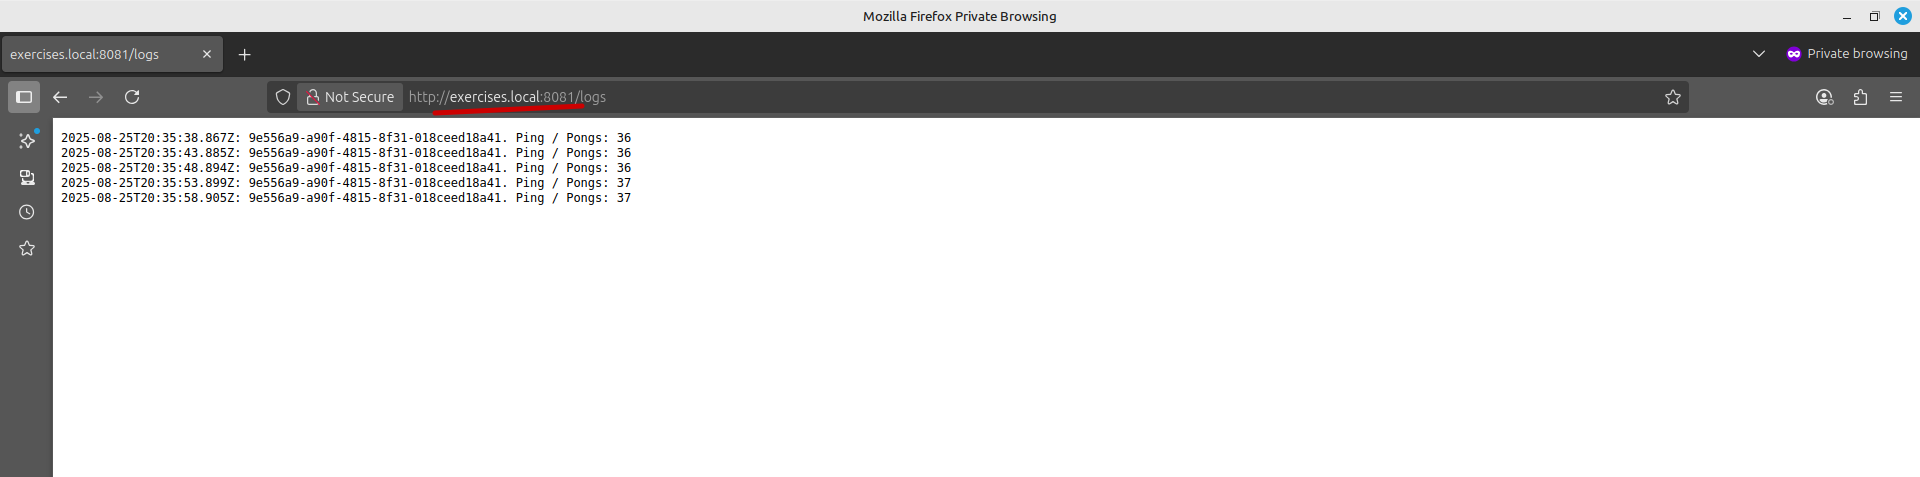 Mozilla Firefox Private Browsing
exercises.local:8081/logs
Private browsing
Not Secure
http://exercises.local:8081/logs
2025-08-25T20:35:38.867Z: 9e556a9-a90f-4815-8f31-018ceed18a41. Ping / Pongs: 36
2025-08-25T20:35:43.885Z: 9e556a9-a90f-4815-8f31-018ceed18a41. Ping / Pongs: 36
2025-08-25T20:35:48.894Z: 9e556a9-a90f-4815-8f31-018ceed18a41. Ping / Pongs: 36
2025-08-25T20:35:53.899Z: 9e556a9-a90f-4815-8f31-018ceed18a41. Ping / Pongs: 37
2025-08-25T20:35:58.905Z: 9e556a9-a90f-4815-8f31-018ceed18a41. Ping / Pongs: 37